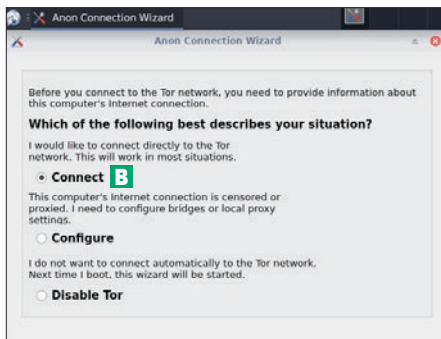 Anon Connection Wizard
Anon Connection Wizard
Before you connect to the Tor network, you need to provide information about
this computer's Internet connection.
Which of the following best describes your situation?
I would like to connect directly to the Tor
network. This will work in most situations.
Connect B
This computer's Internet connection is censored or
proxied. I need to configure bridges or local proxy
settings.
Configure
I do not want to connect automatically to the Tor network.
Next time I boot, this wizard will be started.
Disable Tor